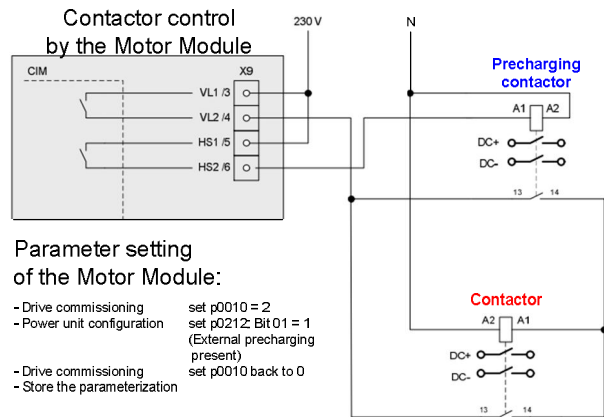 Contactor control
by the Motor Module
230 V
N
CIM
X9
VL1 /3
VL2 /4
HS1 /5
HS2 /6
Precharging
contactor
A1 A2
DC+
DC-
13 14
Parameter setting
of the Motor Module:
- Drive commissioning set p0010 = 2
- Power unit configuration set p0212: Bit 01 = 1
(External precharging
present)
- Drive commissioning set p0010 back to 0
- Store the parameterization
Contactor
A2 A1
DC+
DC-
13 14